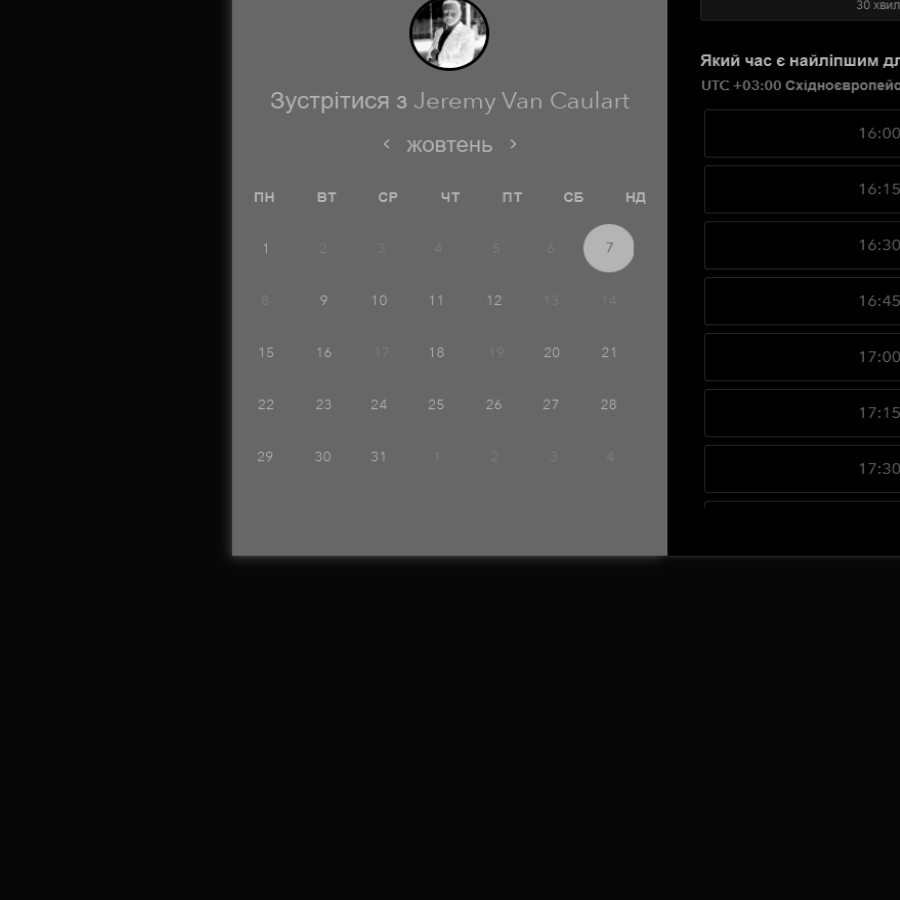 Зустрітися з Jeremy Van Caulart
жовтень
ПН ВТ СР ЧТ ПТ СБ НД
1 2 3 4 5 6 7
8 9 10 11 12 13 14
15 16 17 18 19 20 21
22 23 24 25 26 27 28
29 30 31 1 2 3 4
30
Який час є найліпшим
UTC +03:00
16:00
16:15
16:30
16:45
17:00
17:15
17:30